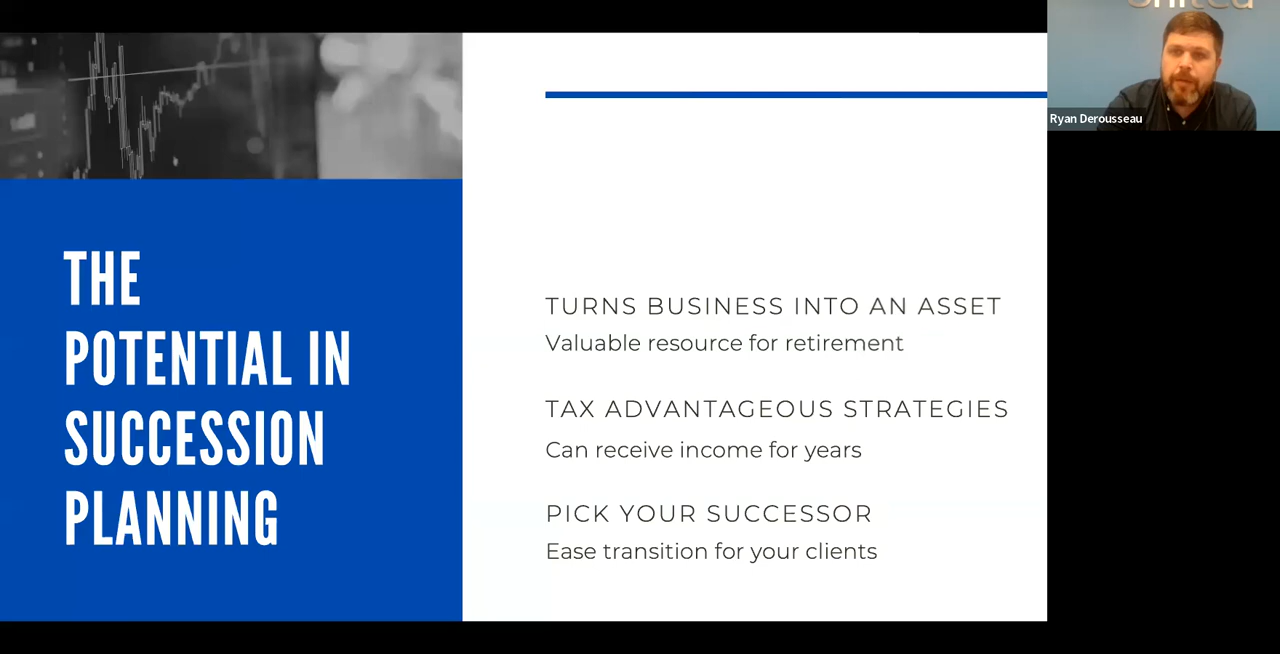 THE
POTENTIAL IN
SUCCESSION
PLANNING
TURNS BUSINESS INTO AN ASSET
Valuable resource for retirement
TAX ADVANTAGEOUS STRATEGIES
Can receive income for years
PICK YOUR SUCCESSOR
Ease transition for your clients
United
Ryan Derousseau